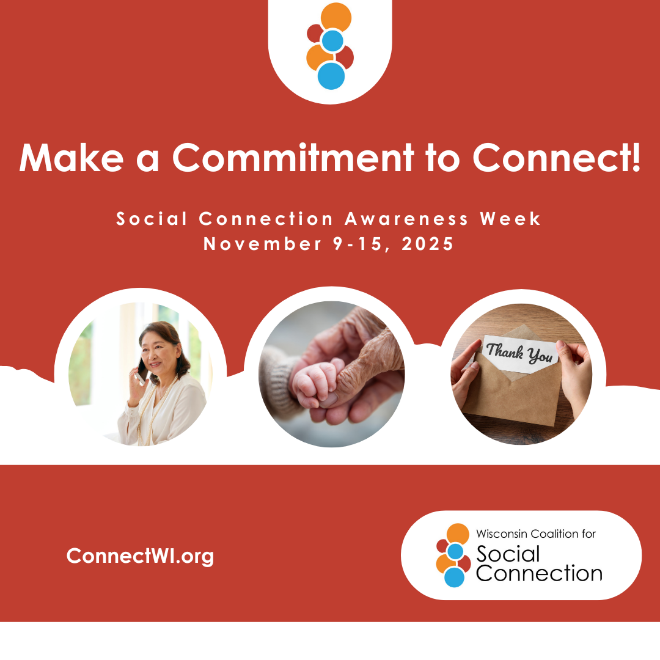 Make a Commitment to Connect!
Social Connection Awareness Week
November 9-15, 2025
Thank You
ConnectWI.org
Wisconsin Coalition for
Social
Connection